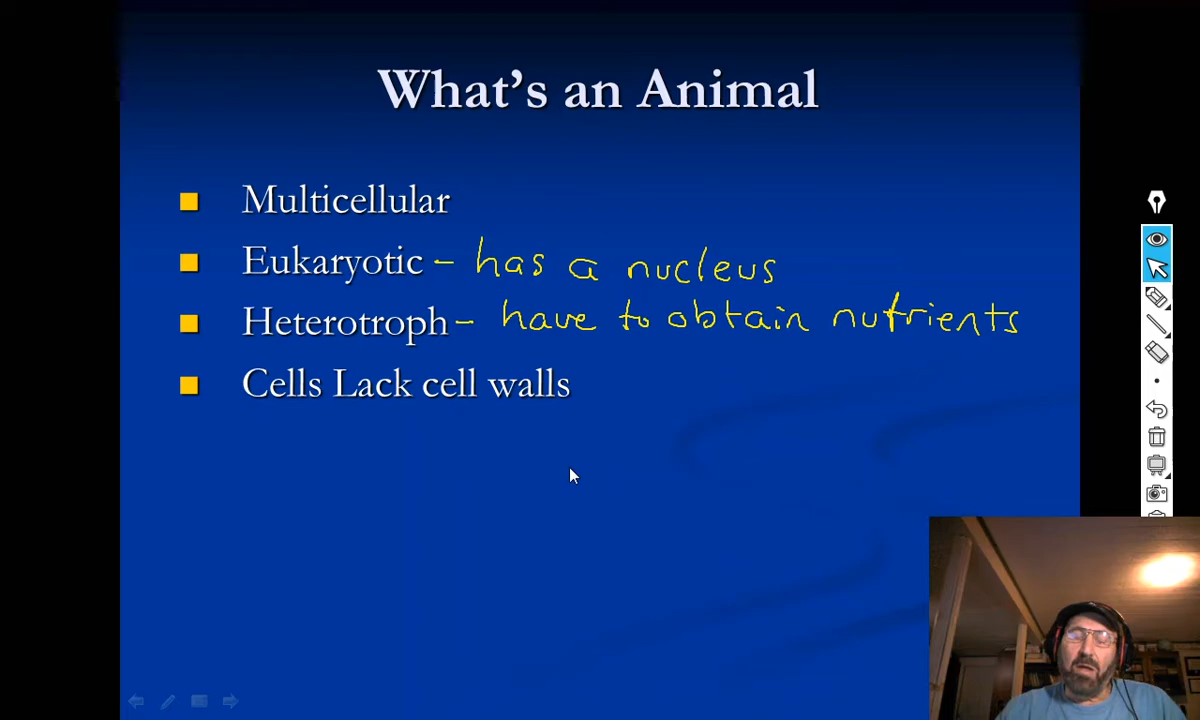 What's an Animal
Multicellular
Eukaryotic - has a nucleus
Heterotroph - have to obtain nutrients
Cells Lack cell walls